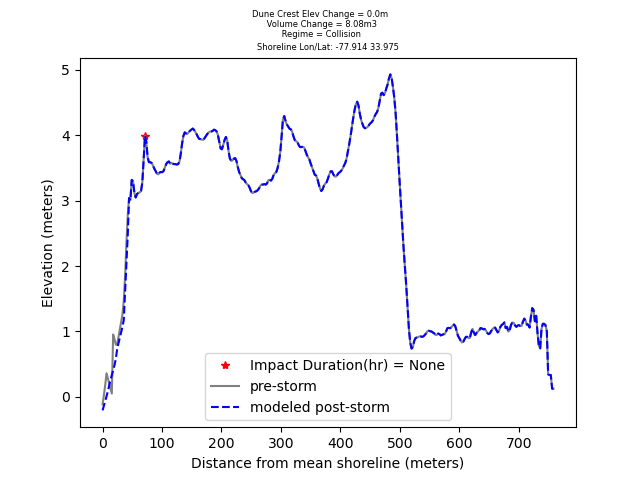 Dune Crest Elev Change = 0.0m
Volume Change = 8.08m3
Regime = Collision
Shoreline Lon/Lat: -77.914 33.975
5
4
3
2
1
0
Elevation (meters)
Impact Duration(hr) = None
pre-storm
modeled post-storm
0 100 200 300 400 500 600 700
Distance from mean shoreline (meters)